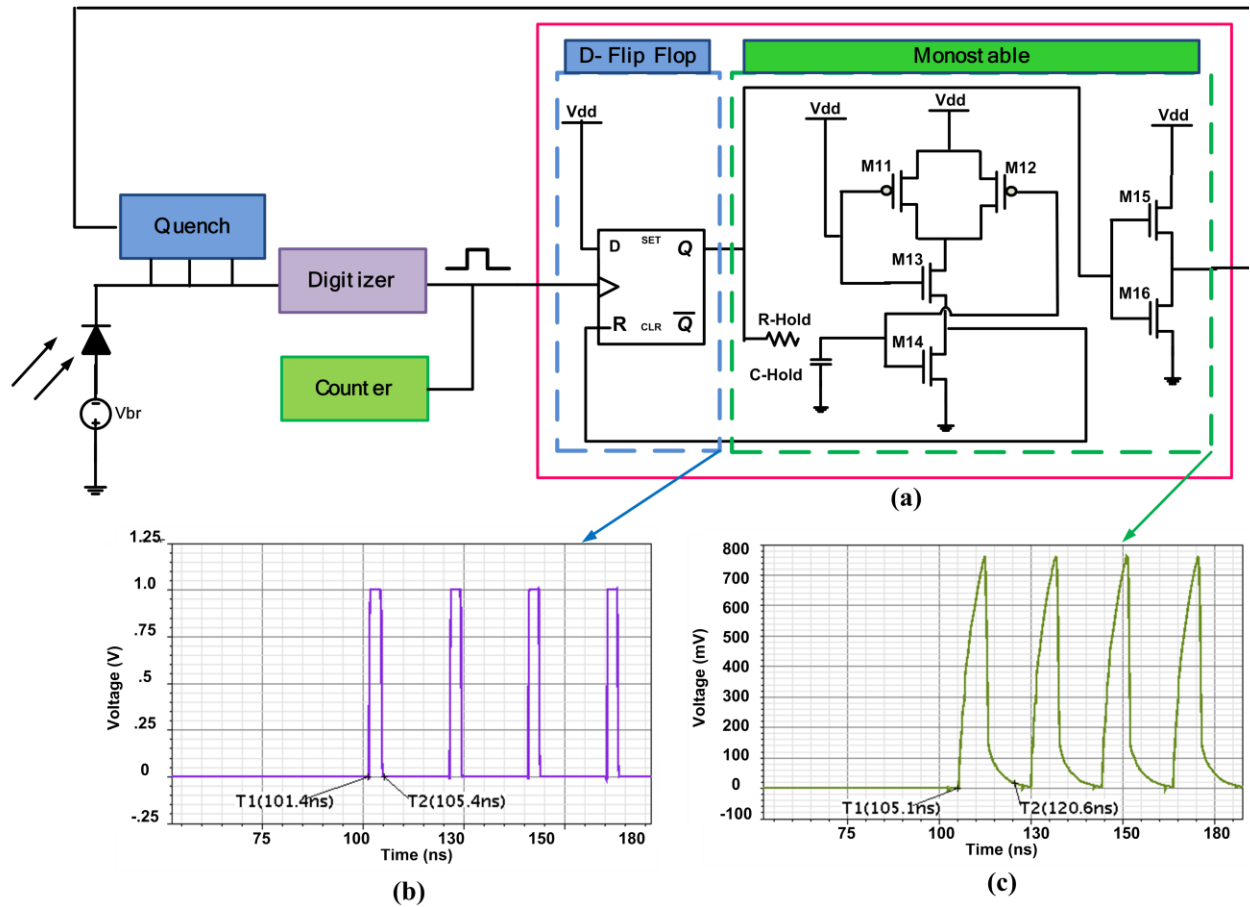 D- Flip Flop
Monostable
Vdd
Vdd
Vdd
Vdd
M11
M12
M15
Quench
D
SET
Q
Digitizer
M13
M16
R
CLR
Q
R-Hold
M14
Counter
C-Hold
Vbr
(a)
1.25
1.0
.75
.5
.25
0
-.25
Voltage (V)
T1(101.4ns)
T2(105.4ns)
75
100
130
150
180
Time (ns)
(b)
800
700
600
500
400
300
200
100
0
-100
Voltage (mV)
T1(105.1ns)
T2(120.6ns)
75
100
130
150
180
Time (ns)
(c)